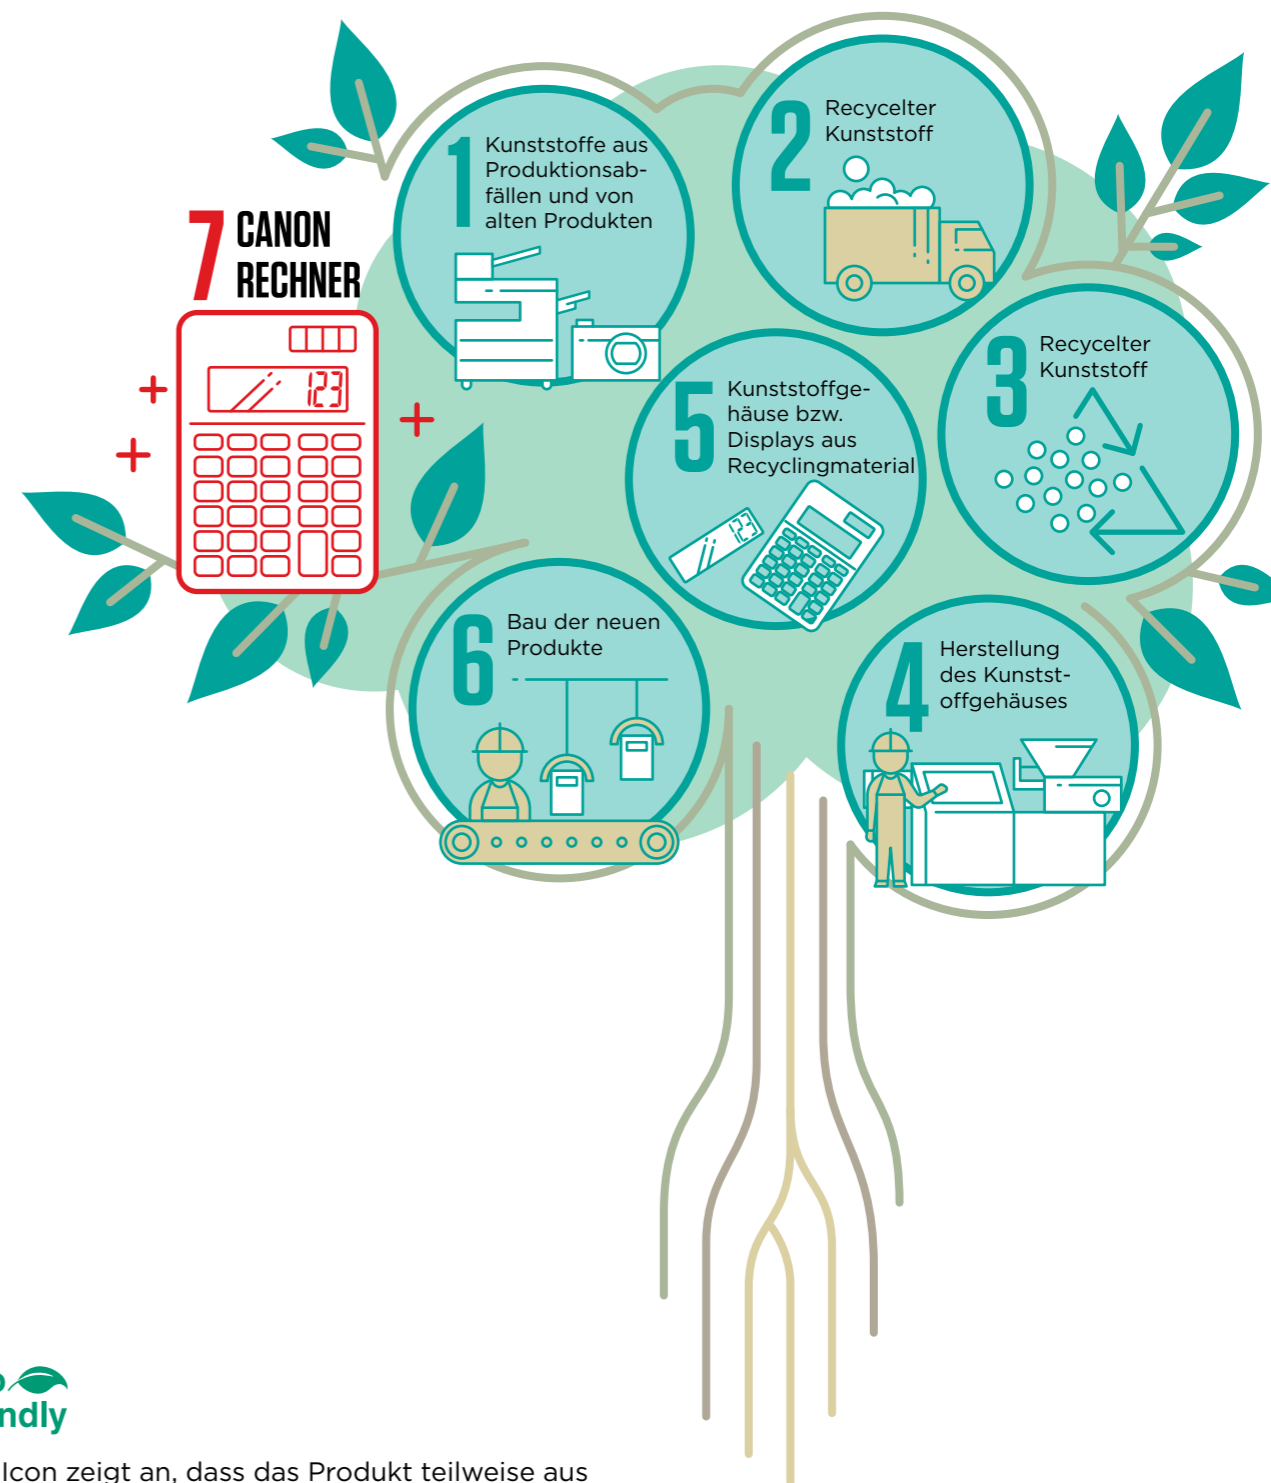 1
Kunststoffe aus
Produktionsab-
fällen und von
alten Produkten
2
Recycelter
Kunststoff
3
Recycelter
Kunststoff
4
Herstellung
des Kunstst-
offgehäuses
5
Kunststoffge-
häuse bzw.
Displays aus
Recyclingmaterial
123
6
Bau der neuen
Produkte
7 CANON
RECHNER
123
ndly
Icon zeigt an, dass das Produkt teilweise aus